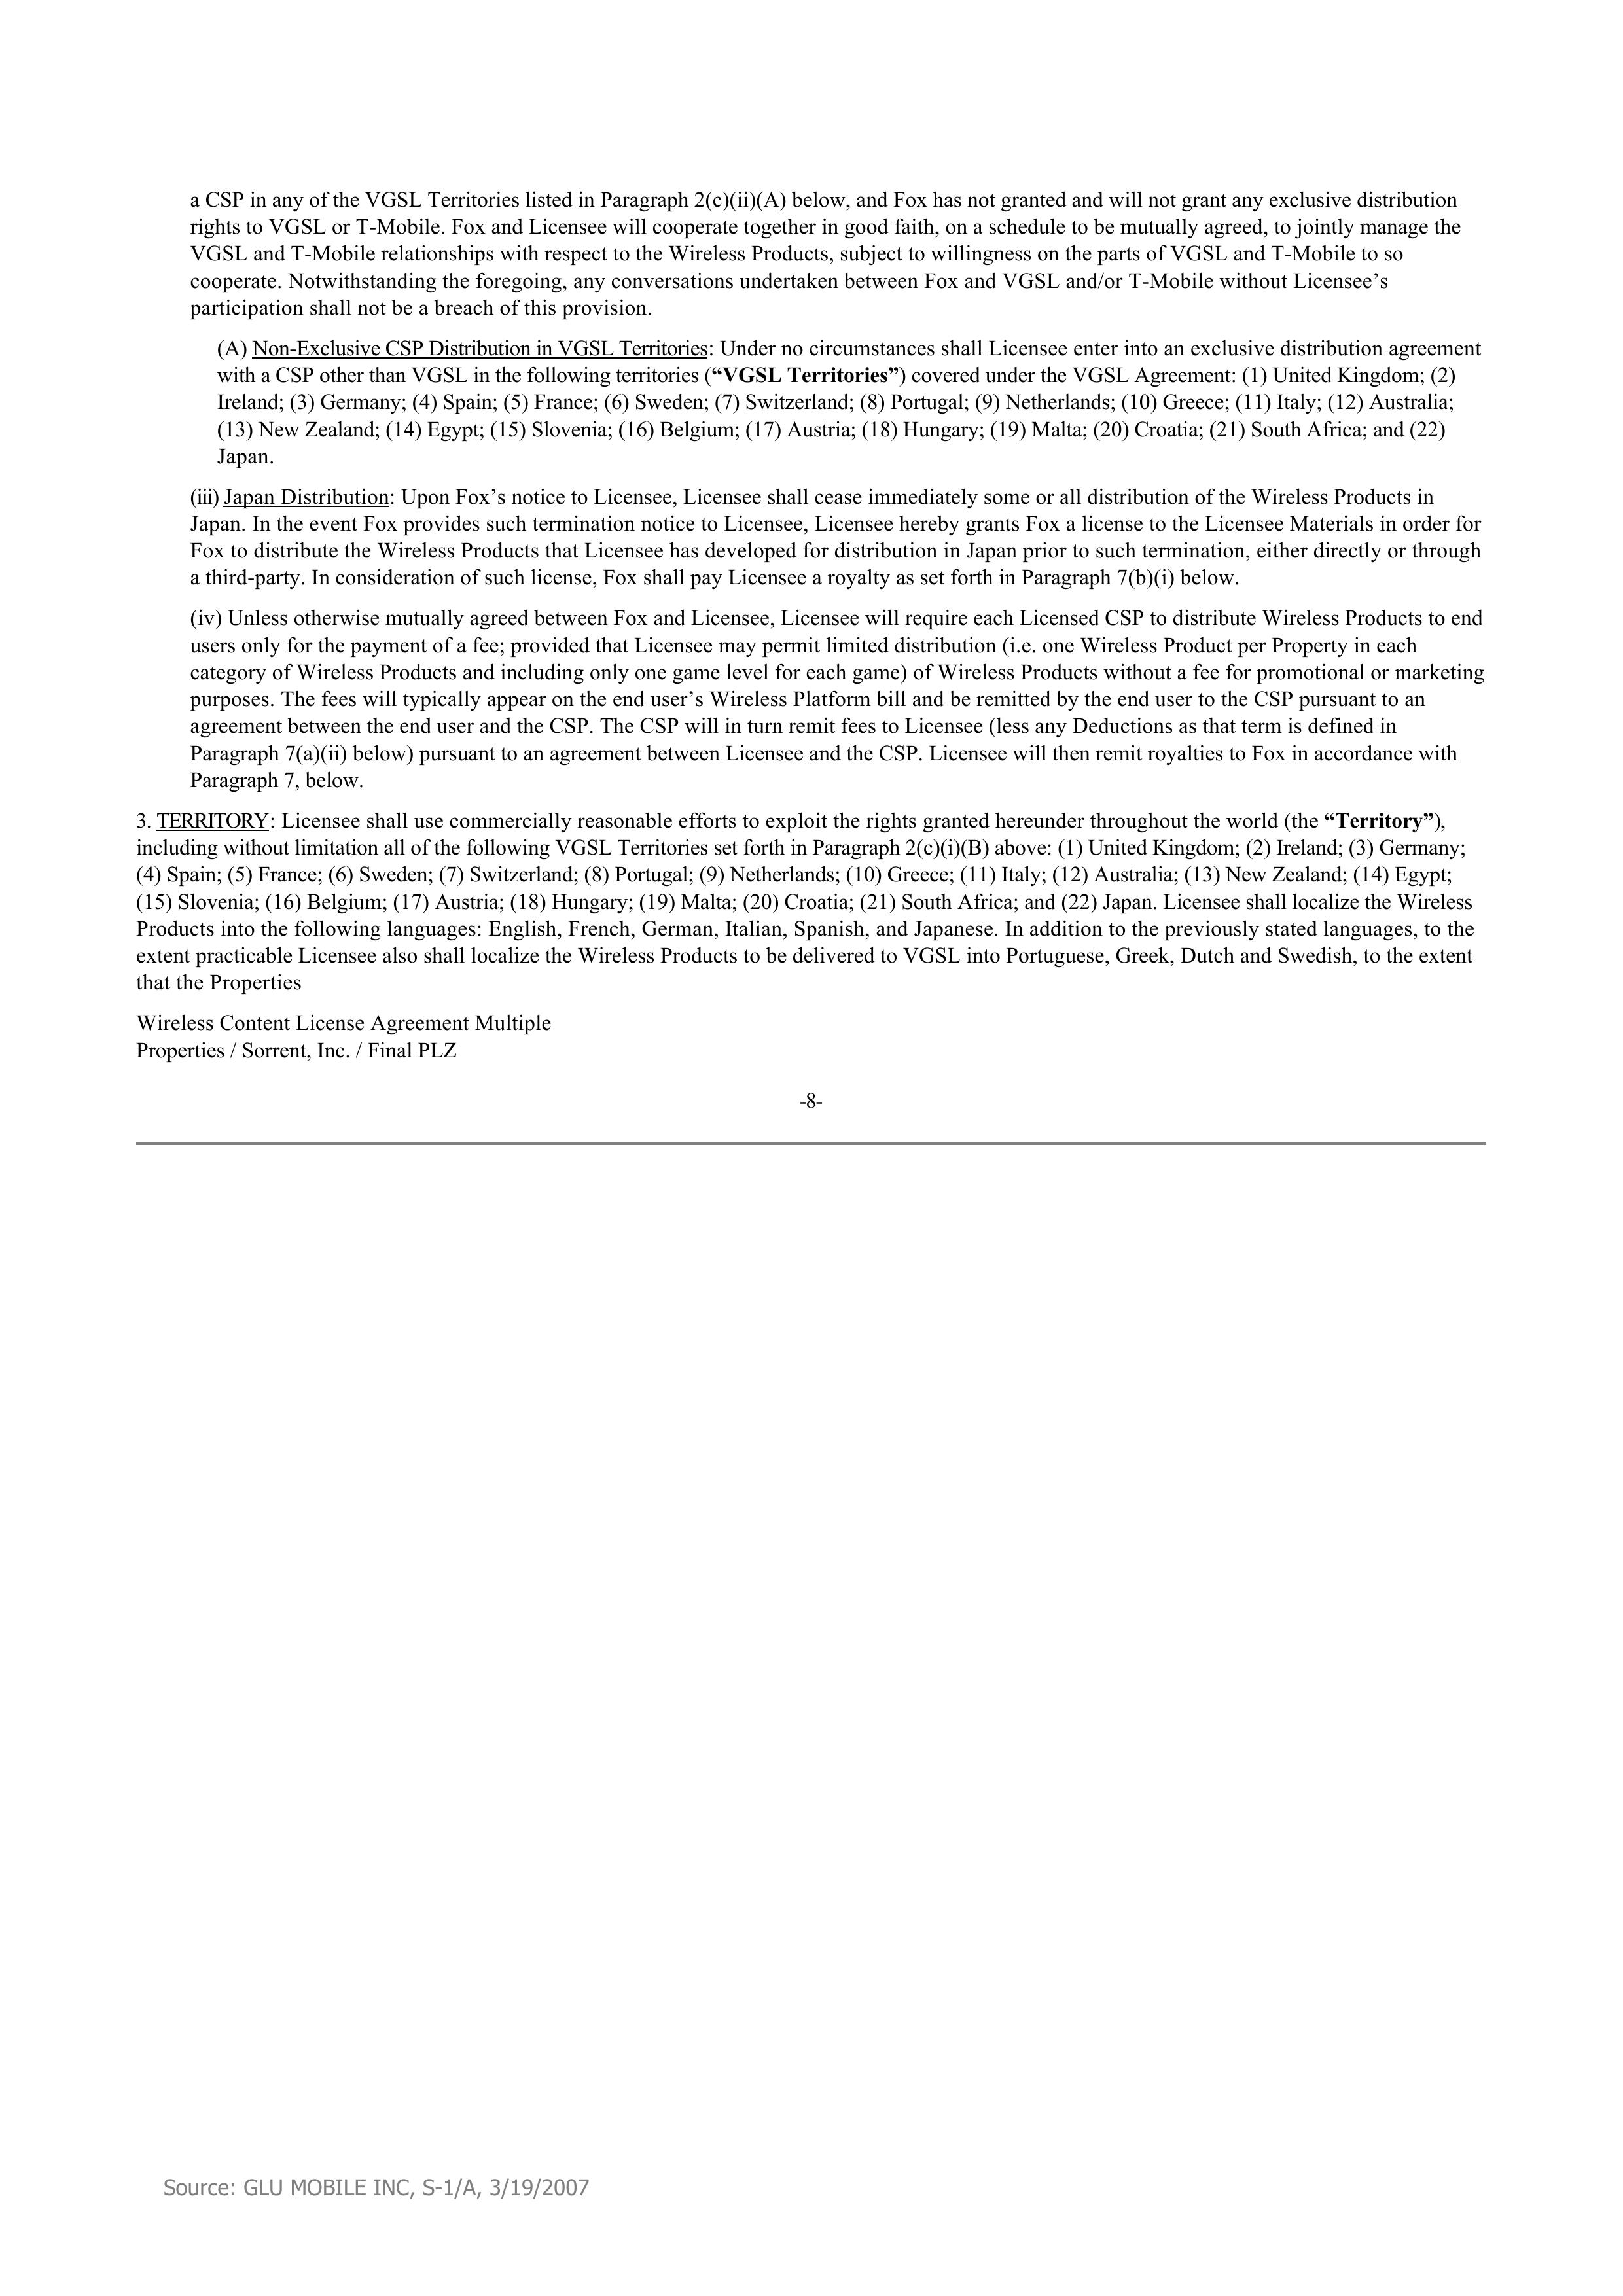 a CSP in any of the VGSL Territories listed in Paragraph 2(c)(ii)(A) below, and Fox has not granted and will not grant any exclusive distribution
rights to VGSL or T-Mobile. Fox and Licensee will cooperate together in good faith, on a schedule to be mutually agreed, to jointly manage the
VGSL and T-Mobile relationships with respect to the Wireless Products, subject to willingness on the parts of VGSL and T-Mobile to so
cooperate. Notwithstanding the foregoing, any conversations undertaken between Fox and VGSL and/or T-Mobile without Licensee’s
participation shall not be a breach of this provision.
(A) Non-Exclusive CSP Distribution in VGSL Territories: Under no circumstances shall Licensee enter into an exclusive distribution agreement
with a CSP other than VGSL in the following territories (“VGSL Territories”) covered under the VGSL Agreement: (1) United Kingdom; (2)
Ireland; (3) Germany; (4) Spain; (5) France; (6) Sweden; (7) Switzerland; (8) Portugal; (9) Netherlands; (10) Greece; (11) Italy; (12) Australia;
(13) New Zealand; (14) Egypt; (15) Slovenia; (16) Belgium; (17) Austria; (18) Hungary; (19) Malta; (20) Croatia; (21) South Africa; and (22)
Japan.
(iii) Japan Distribution: Upon Fox’s notice to Licensee, Licensee shall cease immediately some or all distribution of the Wireless Products in
Japan. In the event Fox provides such termination notice to Licensee, Licensee hereby grants Fox a license to the Licensee Materials in order for
Fox to distribute the Wireless Products that Licensee has developed for distribution in Japan prior to such termination, either directly or through
a third-party. In consideration of such license, Fox shall pay Licensee a royalty as set forth in Paragraph 7(b)(i) below.
(iv) Unless otherwise mutually agreed between Fox and Licensee, Licensee will require each Licensed CSP to distribute Wireless Products to end
users only for the payment of a fee; provided that Licensee may permit limited distribution (i.e. one Wireless Product per Property in each
category of Wireless Products and including only one game level for each game) of Wireless Products without a fee for promotional or marketing
purposes. The fees will typically appear on the end user’s Wireless Platform bill and be remitted by the end user to the CSP pursuant to an
agreement between the end user and the CSP. The CSP will in turn remit fees to Licensee (less any Deductions as that term is defined in
Paragraph 7(a)(ii) below) pursuant to an agreement between Licensee and the CSP. Licensee will then remit royalties to Fox in accordance with
Paragraph 7, below.
3. TERRITORY: Licensee shall use commercially reasonable efforts to exploit the rights granted hereunder throughout the world (the “Territory”),
including without limitation all of the following VGSL Territories set forth in Paragraph 2(c)(i)(B) above: (1) United Kingdom; (2) Ireland; (3) Germany;
(4) Spain; (5) France; (6) Sweden; (7) Switzerland; (8) Portugal; (9) Netherlands; (10) Greece; (11) Italy; (12) Australia; (13) New Zealand; (14) Egypt;
(15) Slovenia; (16) Belgium; (17) Austria; (18) Hungary; (19) Malta; (20) Croatia; (21) South Africa; and (22) Japan. Licensee shall localize the Wireless
Products into the following languages: English, French, German, Italian, Spanish, and Japanese. In addition to the previously stated languages, to the
extent practicable Licensee also shall localize the Wireless Products to be delivered to VGSL into Portuguese, Greek, Dutch and Swedish, to the extent
that the Properties
Wireless Content License Agreement Multiple
Properties / Sorrent, Inc. / Final PLZ
-8-
Source: GLU MOBILE INC, S-1/A, 3/19/2007